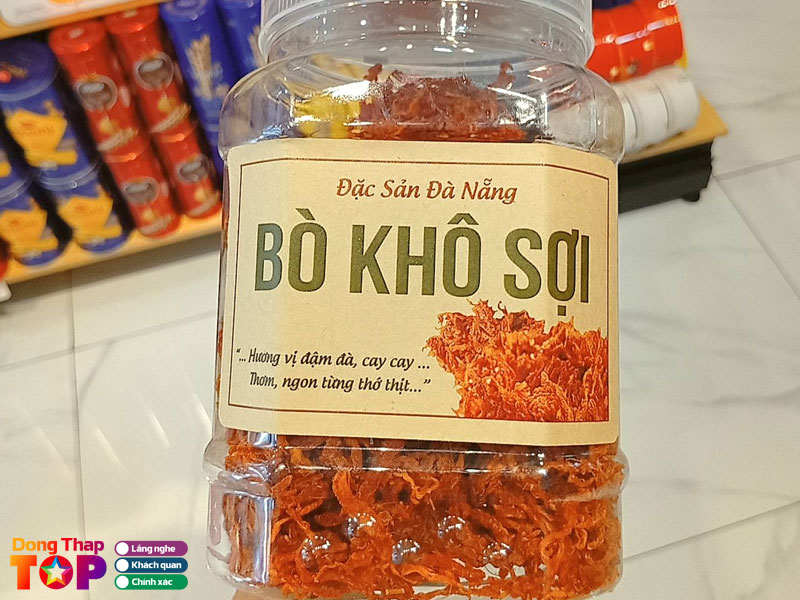 Đặc Sản Đà Nẵng
BÒ KHÔ SỢI
"... Hương vị đậm đà, cay cay ...
Thơm, ngon từng thớ thịt..."
Dong Thap
TOP
Lắng nghe
Khách quan
Chính xác